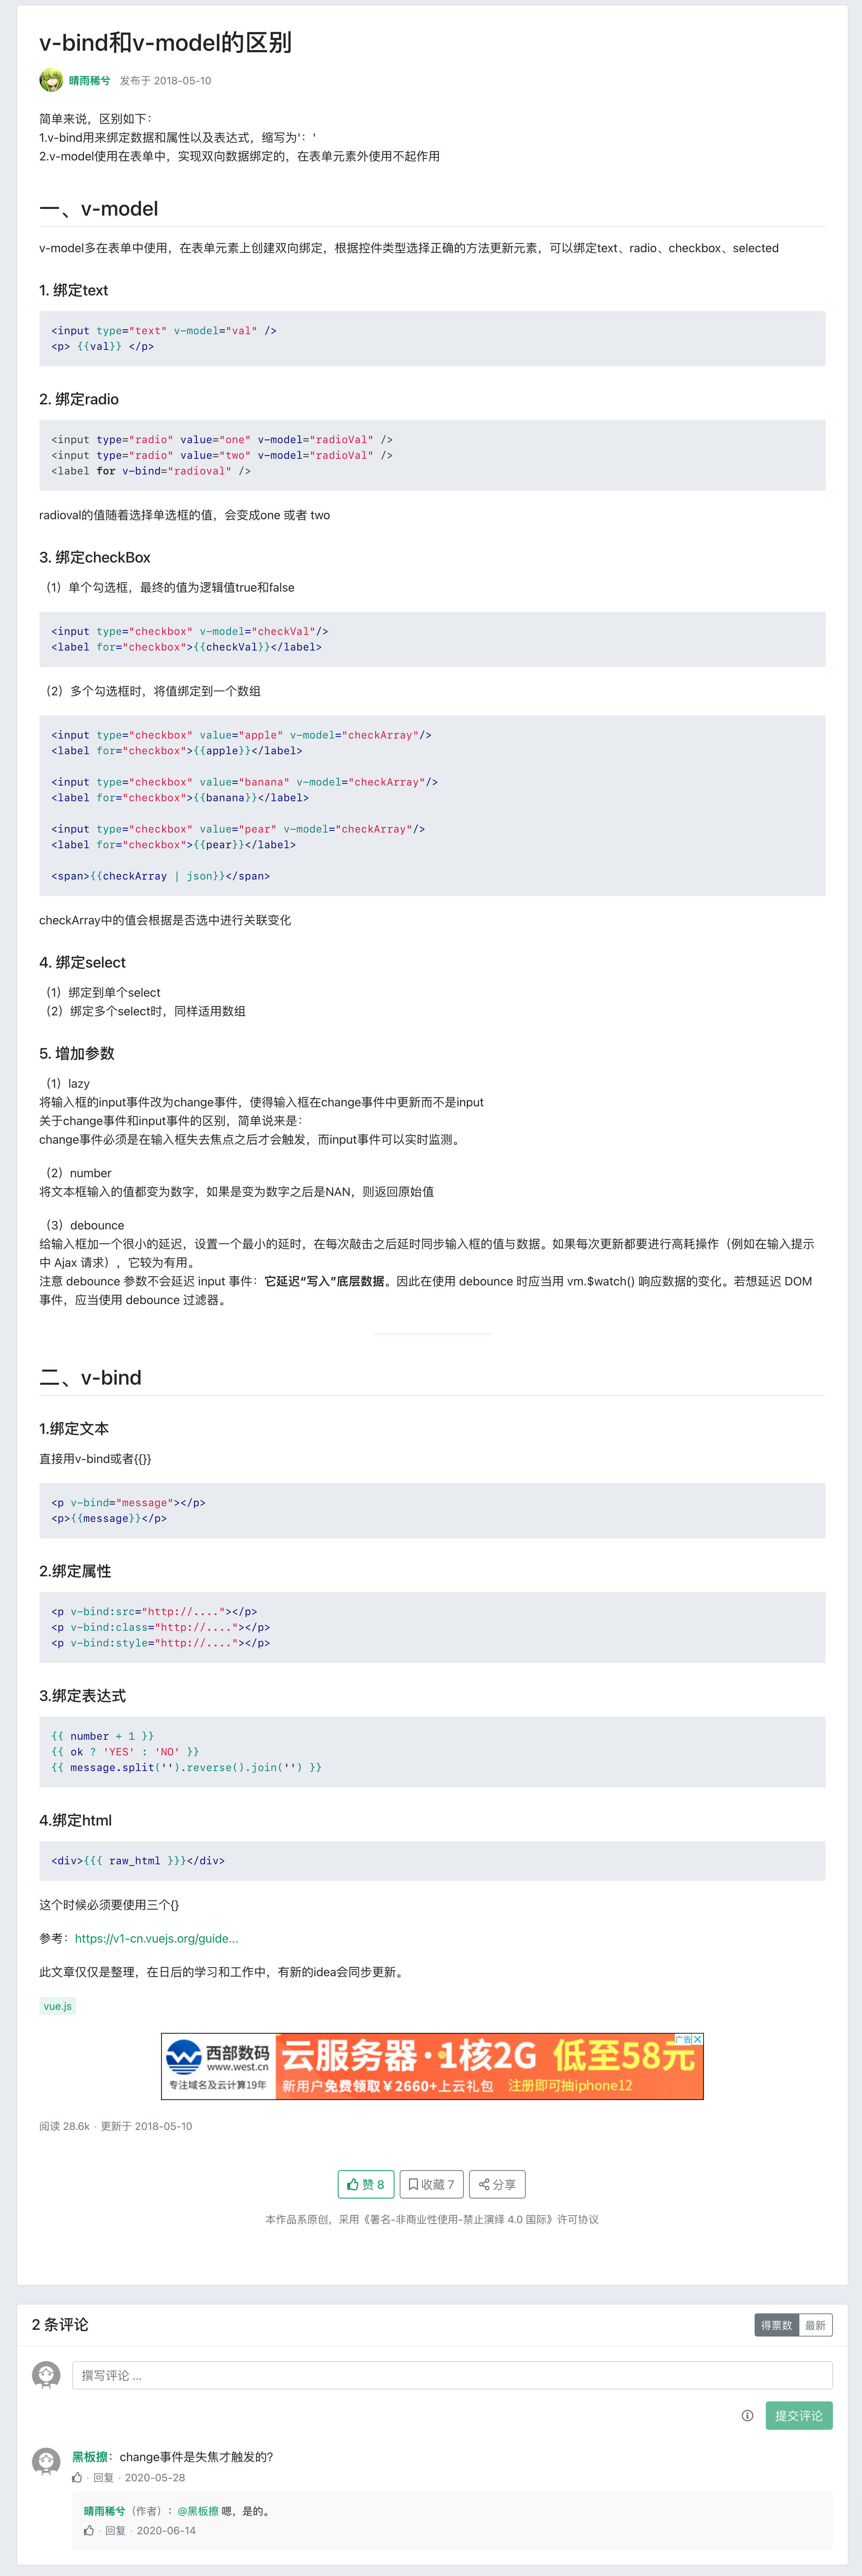 v-bind和v-model的区别
晴雨稀兮 发布于 2018-05-10
简单来说，区别如下：
1.v-bind用来绑定数据和属性以及表达式，缩写为'：'
2.v-model使用在表单中，实现双向数据绑定的，在表单元素外使用不起作用
一、v-model
v-model多在表单中使用，在表单元素上创建双向绑定，根据控件类型选择正确的方法更新元素，可以绑定text、radio、checkbox、selected
1. 绑定text
<input type="text" v-model="val" />
<p> {{val}} </p>
2. 绑定radio
<input type="radio" value="one" v-model="radioVal" />
<input type="radio" value="two" v-model="radioVal" />
<label for v-bind="radioval" />
radioval的值随着选择单选框的值，会变成one 或者 two
3. 绑定checkBox
（1）单个勾选框，最终的值为逻辑值true和false
<input type="checkbox" v-model="checkVal"/>
<label for="checkbox">{{checkVal}}</label>
（2）多个勾选框时，将值绑定到一个数组
<input type="checkbox" value="apple" v-model="checkArray"/>
<label for="checkbox">{{apple}}</label>
<input type="checkbox" value="banana" v-model="checkArray"/>
<label for="checkbox">{{banana}}</label>
<input type="checkbox" value="pear" v-model="checkArray"/>
<label for="checkbox">{{pear}}</label>
<span>{{checkArray | json}}</span>
checkArray中的值会根据是否选中进行关联变化
4. 绑定select
（1）绑定到单个select
（2）绑定多个select时，同样适用数组
5. 增加参数
（1）lazy
将输入框的input事件改为change事件，使得输入框在change事件中更新而不是input
关于change事件和input事件的区别，简单说来是：
change事件必须是在输入框失去焦点之后才会触发，而input事件可以实时监测。
（2）number
将文本框输入的值都变为数字，如果是变为数字之后是NAN，则返回原始值
（3）debounce
给输入框加一个很小的延迟，设置一个最小的延时，在每次敲击之后延时同步输入框的值与数据。如果每次更新都要进行高耗操作（例如在输入提示
中 Ajax 请求），它较为有用。
注意 debounce 参数不会延迟 input 事件：它延迟“写入”底层数据。因此在使用 debounce 时应当用 vm.$watch() 响应数据的变化。若想延迟 DOM
事件，应当使用 debounce 过滤器。
二、v-bind
1.绑定文本
直接用v-bind或者{{}}
<p v-bind="message"></p>
<p>{{message}}</p>
2.绑定属性
<p v-bind:src="http://...."></p>
<p v-bind:class="http://...."></p>
<p v-bind:style="http://...."></p>
3.绑定表达式
{{ number + 1 }}
{{ ok ? 'YES' : 'NO' }}
{{ message.split('').reverse().join('') }}
4.绑定html
<div>{{{ raw_html }}}</div>
这个时候必须要使用三个{}
参考：https://v1-cn.vuejs.org/guide...
此文章仅仅是整理，在日后的学习和工作中，有新的idea会同步更新。
vue.js
西部数码
www.west.cn
专注域名及云计算19年
云服务器·1核2G 低至58元
新用户免费领取￥2660+上云礼包 注册即可抽iphone12
广告
阅读 28.6k · 更新于 2018-05-10
赞 8 收藏 7 分享
本作品系原创，采用《署名-非商业性使用-禁止演绎 4.0 国际》许可协议
2 条评论 得票数 最新
撰写评论 ...
提交评论
黑板擦：change事件是失焦才触发的?
· 回复 · 2020-05-28
晴雨稀兮（作者）：@黑板擦 嗯，是的。
· 回复 · 2020-06-14